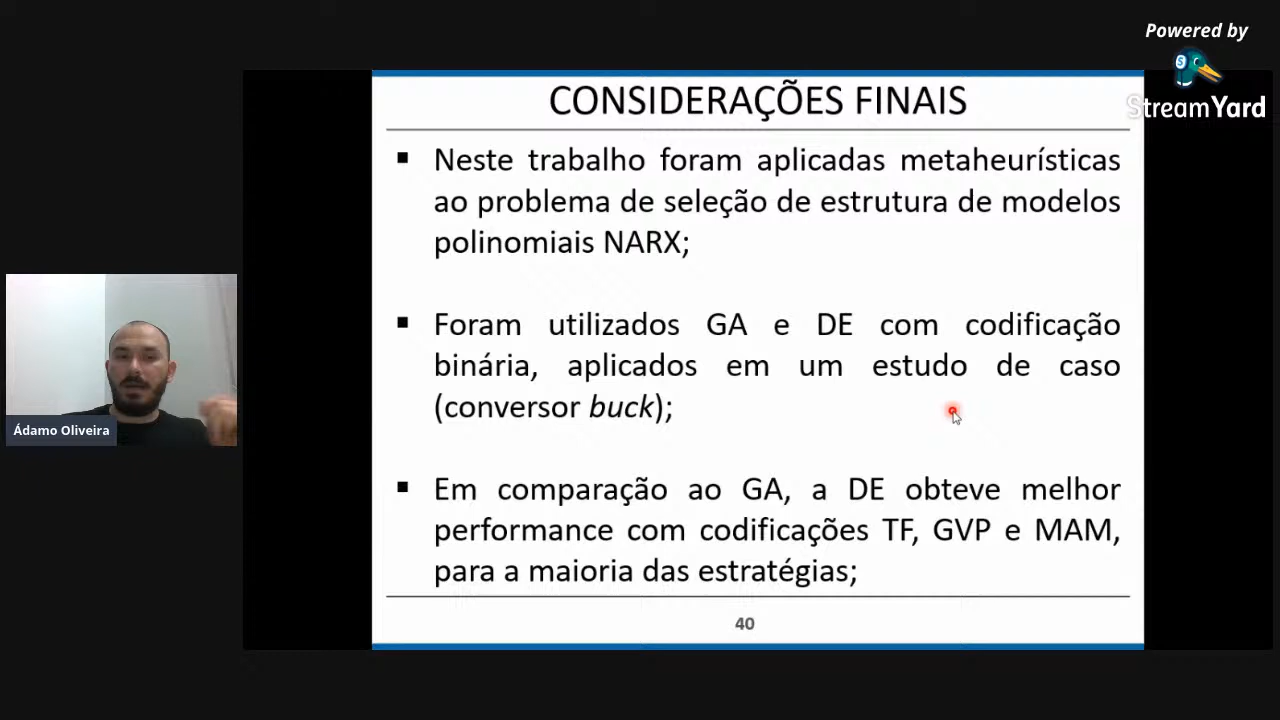 Powered by
StreamYard
CONSIDERAÇÕES FINAIS
▪ Neste trabalho foram aplicadas metaheurísticas
ao problema de seleção de estrutura de modelos
polinomiais NARX;
▪ Foram utilizados GA e DE com codificação
binária, aplicados em um estudo de caso
(conversor buck);
▪ Em comparação ao GA, a DE obteve melhor
performance com codificações TF, GVP e MAM,
para a maioria das estratégias;
40
Ádamo Oliveira